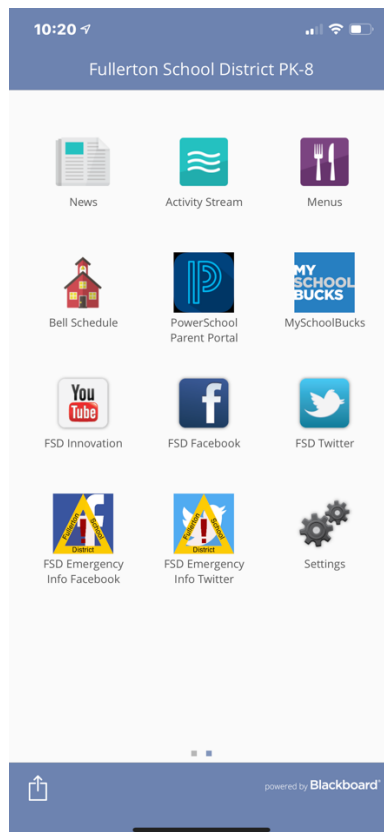 10:20
Fullerton School District PK-8
News
Activity Stream
Menus
Bell Schedule
PowerSchool
Parent Portal
MY
SCHOOL
BUCKS
MySchoolBucks
You
Tube
FSD Innovation
f
FSD Facebook
FSD Twitter
Fullerton School
District
FSD Emergency
Info Facebook
Fullerton School
District
FSD Emergency
Info Twitter
Settings
powered by Blackboard